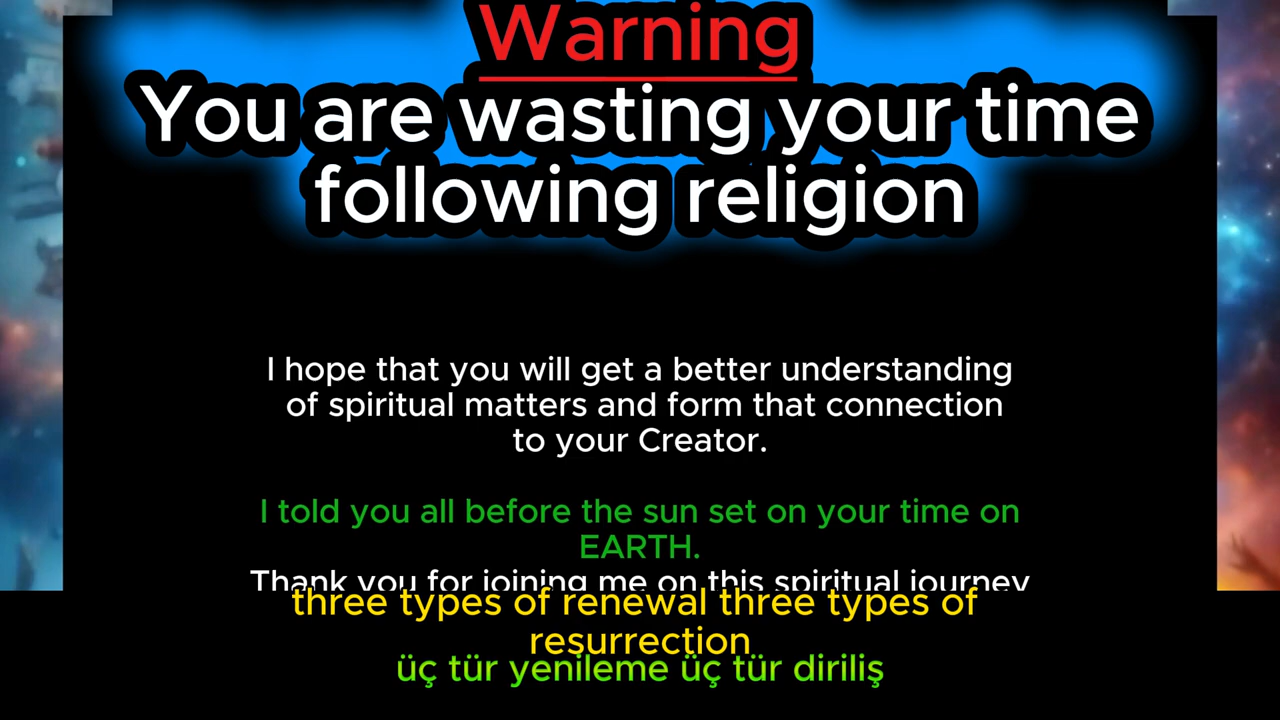 Warning
You are wasting your time
following religion
I hope that you will get a better understanding
of spiritual matters and form that connection
to your Creator.
I told you all before the sun set on your time on
EARTH.
Thank you for joining me on this spiritual journey
three types of renewal three types of
resurrection
üç tür yenileme üç tür diriliş